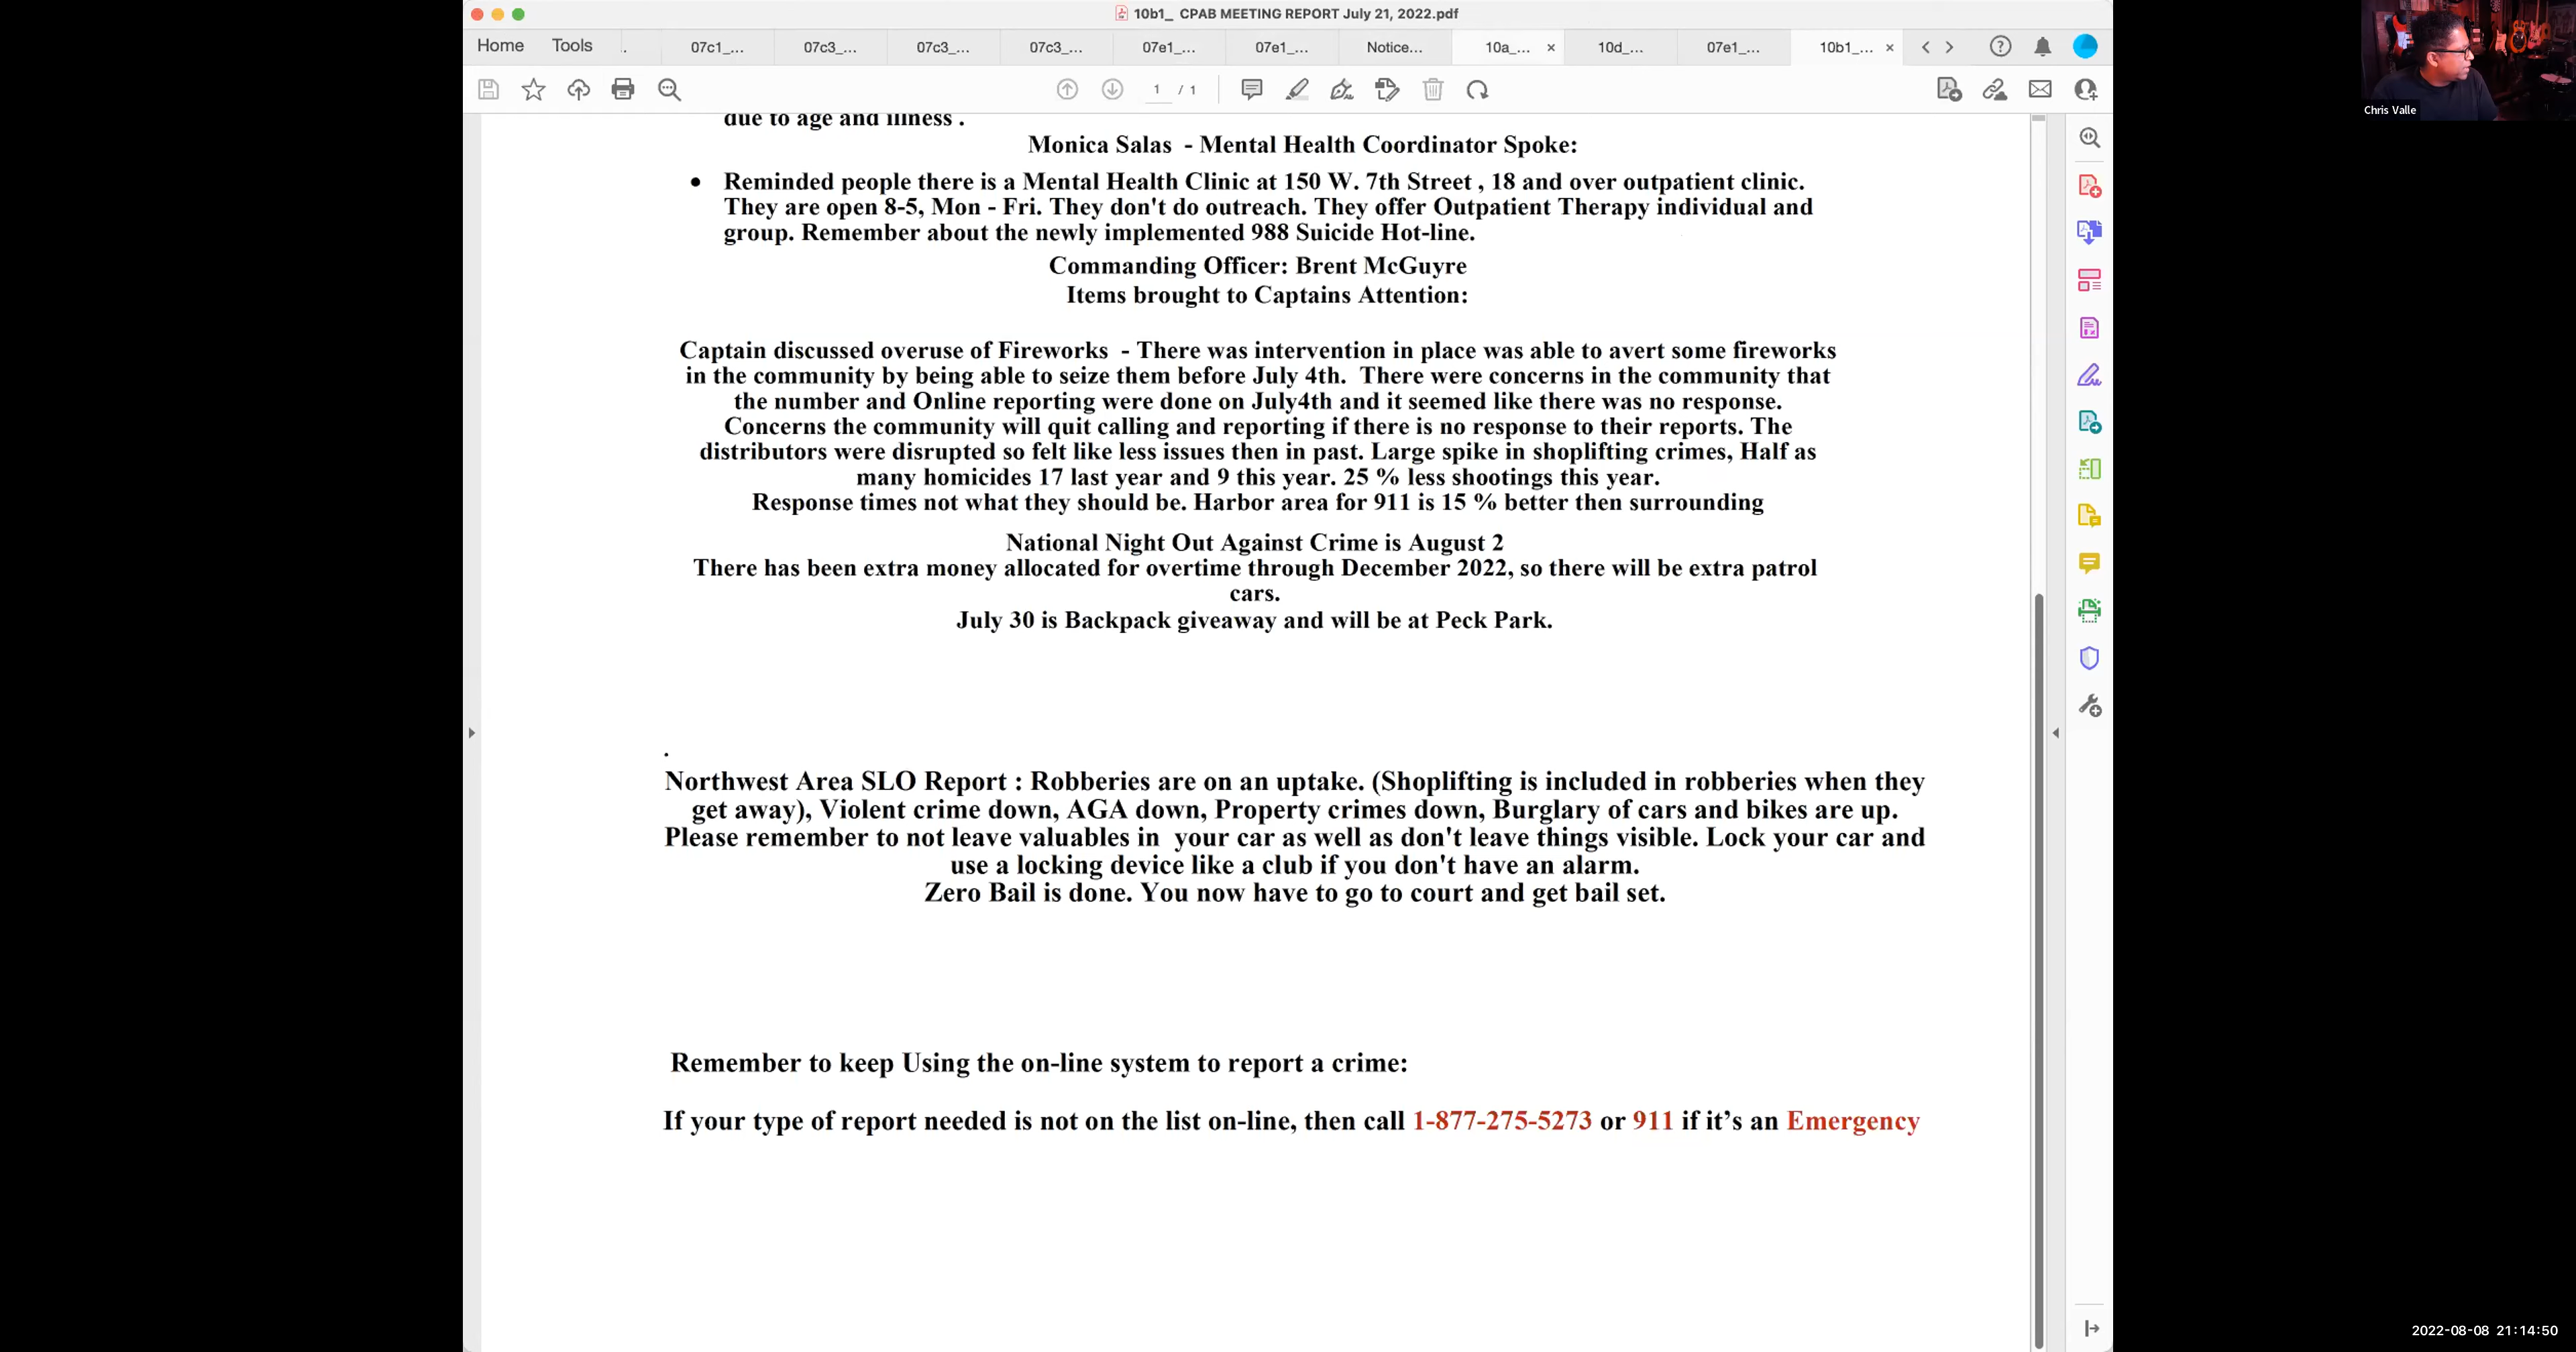 10b1_ CPAB MEETING REPORT July 21, 2022.pdf
Home Tools . 07c1_... 07c3_... 07c3_... 07c3_... 07e1_... 07e1_... Notice... 10a_... × 10d_... 07e1_... 10b1_... ×
1 / 1
Chris Valle
due to age and illness .
Monica Salas - Mental Health Coordinator Spoke:
• Reminded people there is a Mental Health Clinic at 150 W. 7th Street , 18 and over outpatient clinic.
They are open 8-5, Mon - Fri. They don't do outreach. They offer Outpatient Therapy individual and
group. Remember about the newly implemented 988 Suicide Hot-line.
Commanding Officer: Brent McGuyre
Items brought to Captains Attention:
Captain discussed overuse of Fireworks - There was intervention in place was able to avert some fireworks
in the community by being able to seize them before July 4th. There were concerns in the community that
the number and Online reporting were done on July4th and it seemed like there was no response.
Concerns the community will quit calling and reporting if there is no response to their reports. The
distributors were disrupted so felt like less issues then in past. Large spike in shoplifting crimes, Half as
many homicides 17 last year and 9 this year. 25 % less shootings this year.
Response times not what they should be. Harbor area for 911 is 15 % better then surrounding
National Night Out Against Crime is August 2
There has been extra money allocated for overtime through December 2022, so there will be extra patrol
cars.
July 30 is Backpack giveaway and will be at Peck Park.
.
Northwest Area SLO Report : Robberies are on an uptake. (Shoplifting is included in robberies when they
get away), Violent crime down, AGA down, Property crimes down, Burglary of cars and bikes are up.
Please remember to not leave valuables in your car as well as don't leave things visible. Lock your car and
use a locking device like a club if you don't have an alarm.
Zero Bail is done. You now have to go to court and get bail set.
Remember to keep Using the on-line system to report a crime:
If your type of report needed is not on the list on-line, then call 1-877-275-5273 or 911 if it’s an Emergency
2022-08-08 21:14:50